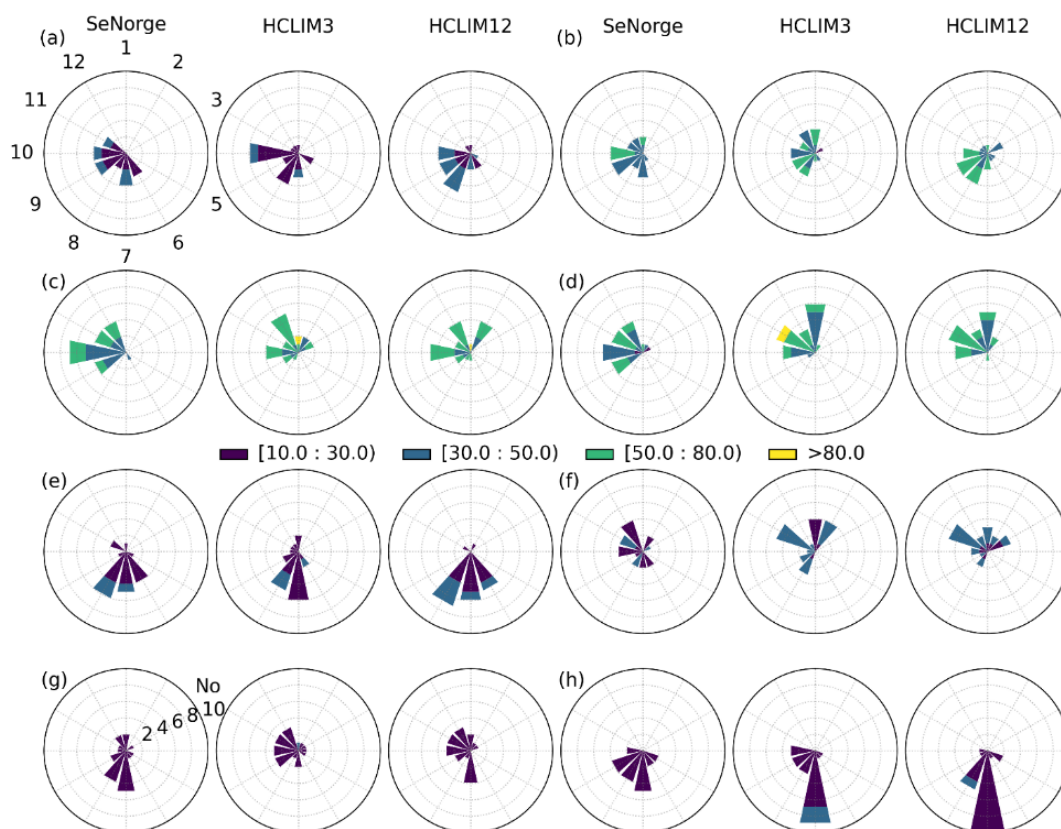 (a) SeNorge HCLIM3 HCLIM12 (b) SeNorge HCLIM3 HCLIM12
12 1 2
11 3
10
9 5
8 7 6
(c) (d)
[10.0 : 30.0) [30.0 : 50.0) [50.0 : 80.0) >80.0
(e) (f)
(g) No (h)
2 4 6 8 10